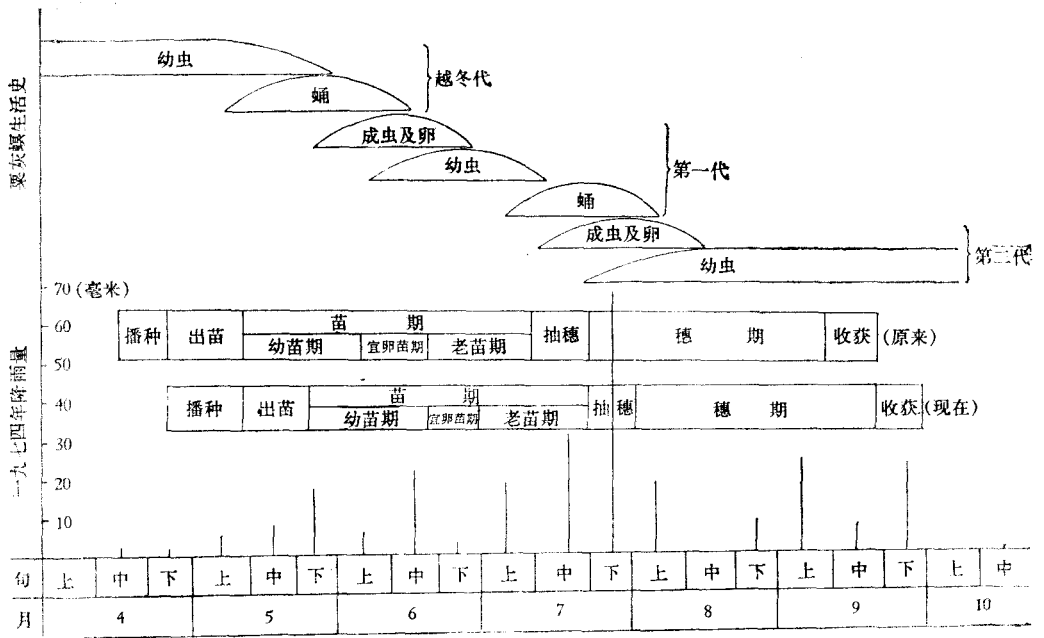 幼虫
越冬代
蛹
成虫及卵
幼虫
第一代
蛹
成虫及卵
幼虫
第二代
粟灰螟生活史
70 (毫米)
60
50
40
30
20
10
一九七四年降雨量
播种 出苗 苗期 抽穗 穗期 收获 (原来)
幼苗期 宜卵苗期 老苗期
播种 出苗 苗期 抽穗 穗期 收获 (现在)
幼苗期 宜卵苗期 老苗期
旬 上 中 下 上 中 下 上 中 下 上 中 下 上 中 下 上 中 下 上 中
月 4 5 6 7 8 9 10